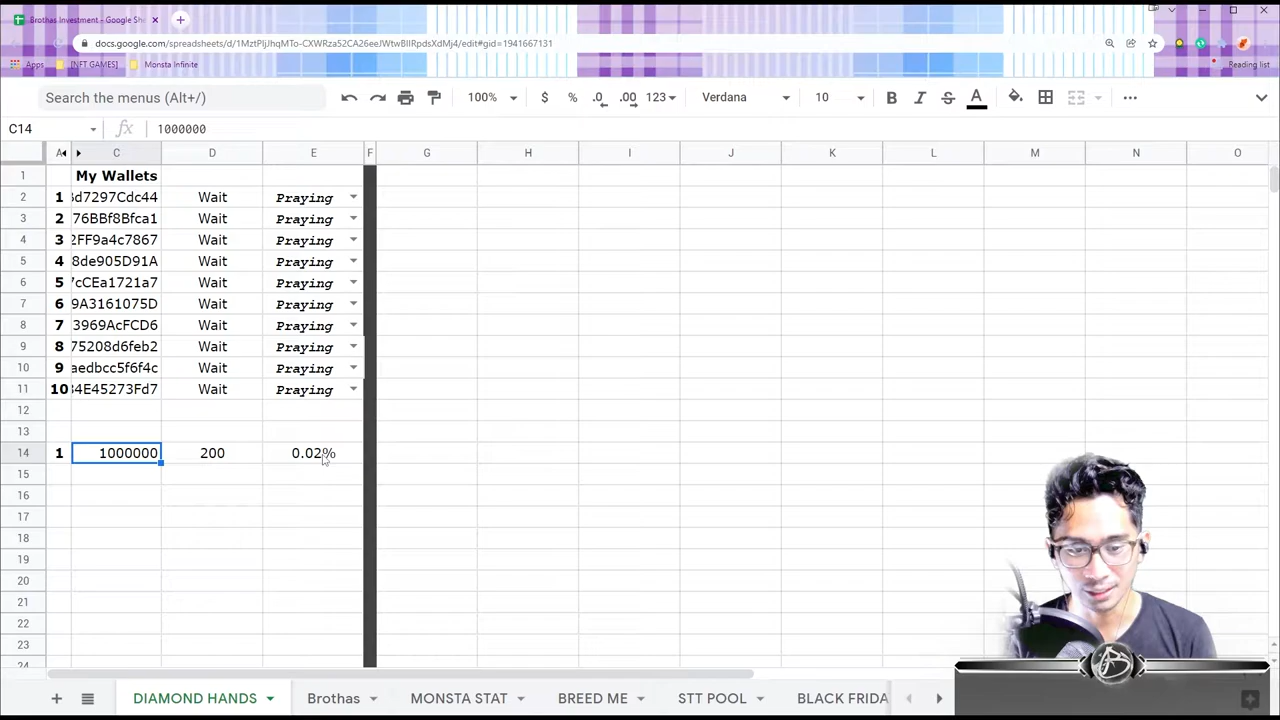 Brothas Investment - Google She
docs.google.com/spreadsheets/d/1MztPljJhqMTo-CXWRza52CA26eeJWtwBIIRpdsXdMj4/edit#gid=1941667131
Apps [NFT GAMES] Monsta Infinite Reading list
Search the menus (Alt+/) 100% $ % .0 .00 123 Verdana 10 B I S A
C14 fx 1000000
A C D E F G H I J K L M N O
1 My Wallets
2 1 3d7297Cdc44 Wait Praying
3 2 76BBf8Bfca1 Wait Praying
4 3 2FF9a4c7867 Wait Praying
5 4 8de905D91A Wait Praying
6 5 7cCEa1721a7 Wait Praying
7 6 9A3161075D Wait Praying
8 7 3969AcFCD6 Wait Praying
9 8 75208d6feb2 Wait Praying
10 9 aedbcc5f6f4c Wait Praying
11 10 34E45273Fd7 Wait Praying
12
13
14 1 1000000 200 0.02%
15
16
17
18
19
20
21
22
23
24
DIAMOND HANDS Brothas MONSTA STAT BREED ME STT POOL BLACK FRIDA